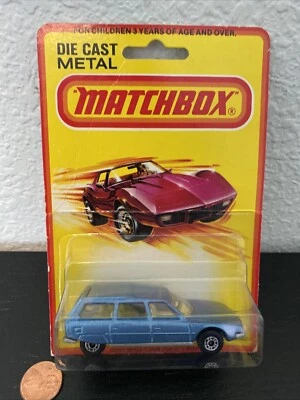 FOR CHILDREN 3 YEARS OF AGE AND OVER.
DIE CAST
METAL
"MATCHBOX"®